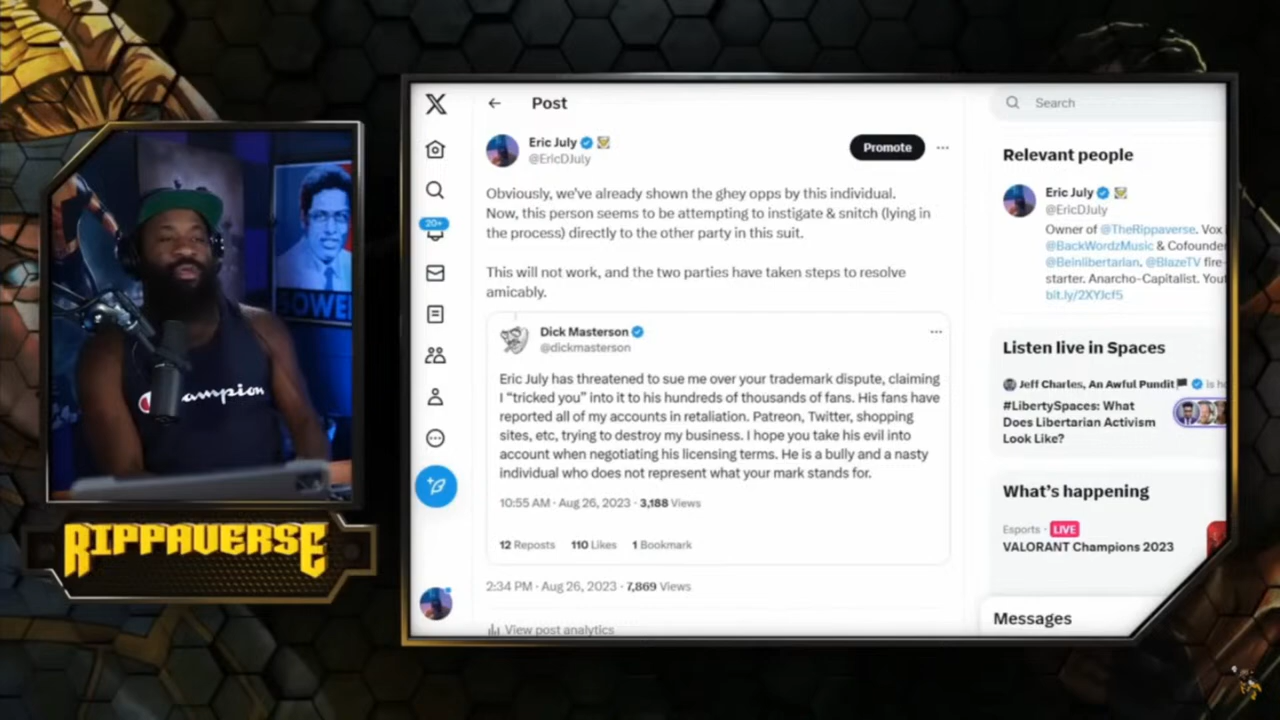 SOWEL
Champion
RIPPAVERSE
Post
Search
Eric July
@EricDJuly
Promote
Obviously, we've already shown the ghey opps by this individual.
Now, this person seems to be attempting to instigate & snitch (lying in
the process) directly to the other party in this suit.
This will not work, and the two parties have taken steps to resolve
amicably.
Dick Masterson
@dickmasterson
Eric July has threatened to sue me over your trademark dispute, claiming
I “tricked you” into it to his hundreds of thousands of fans. His fans have
reported all of my accounts in retaliation. Patreon, Twitter, shopping
sites, etc, trying to destroy my business. I hope you take his evil into
account when negotiating his licensing terms. He is a bully and a nasty
individual who does not represent what your mark stands for.
10:55 AM · Aug 26, 2023 · 3,188 Views
12 Reposts 110 Likes 1 Bookmark
2:34 PM · Aug 26, 2023 · 7,869 Views
View post analytics
20+
Relevant people
Eric July
@EricDJuly
Owner of @TheRippaverse. Vox
@BackWordzMusic & Cofounder
@Beinlibertarian. @BlazeTV fire-
starter. Anarcho-Capitalist. Yout
bit.ly/2XYJcf5
Listen live in Spaces
Jeff Charles, An Awful Pundit is ho
#LibertySpaces: What
Does Libertarian Activism
Look Like?
What's happening
Esports · LIVE
VALORANT Champions 2023
Messages